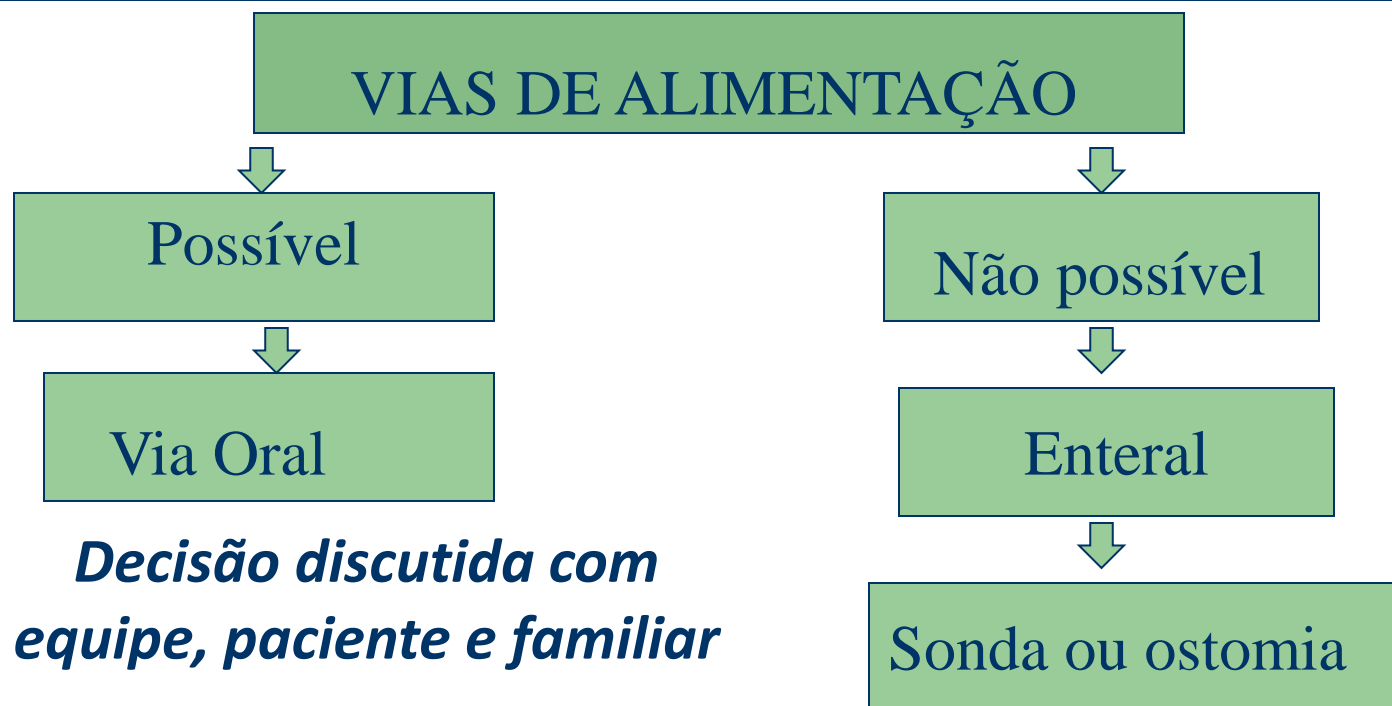 VIAS DE ALIMENTAÇÃO
Possível
Não possível
Via Oral
Enteral
Decisão discutida com
equipe, paciente e familiar
Sonda ou ostomia